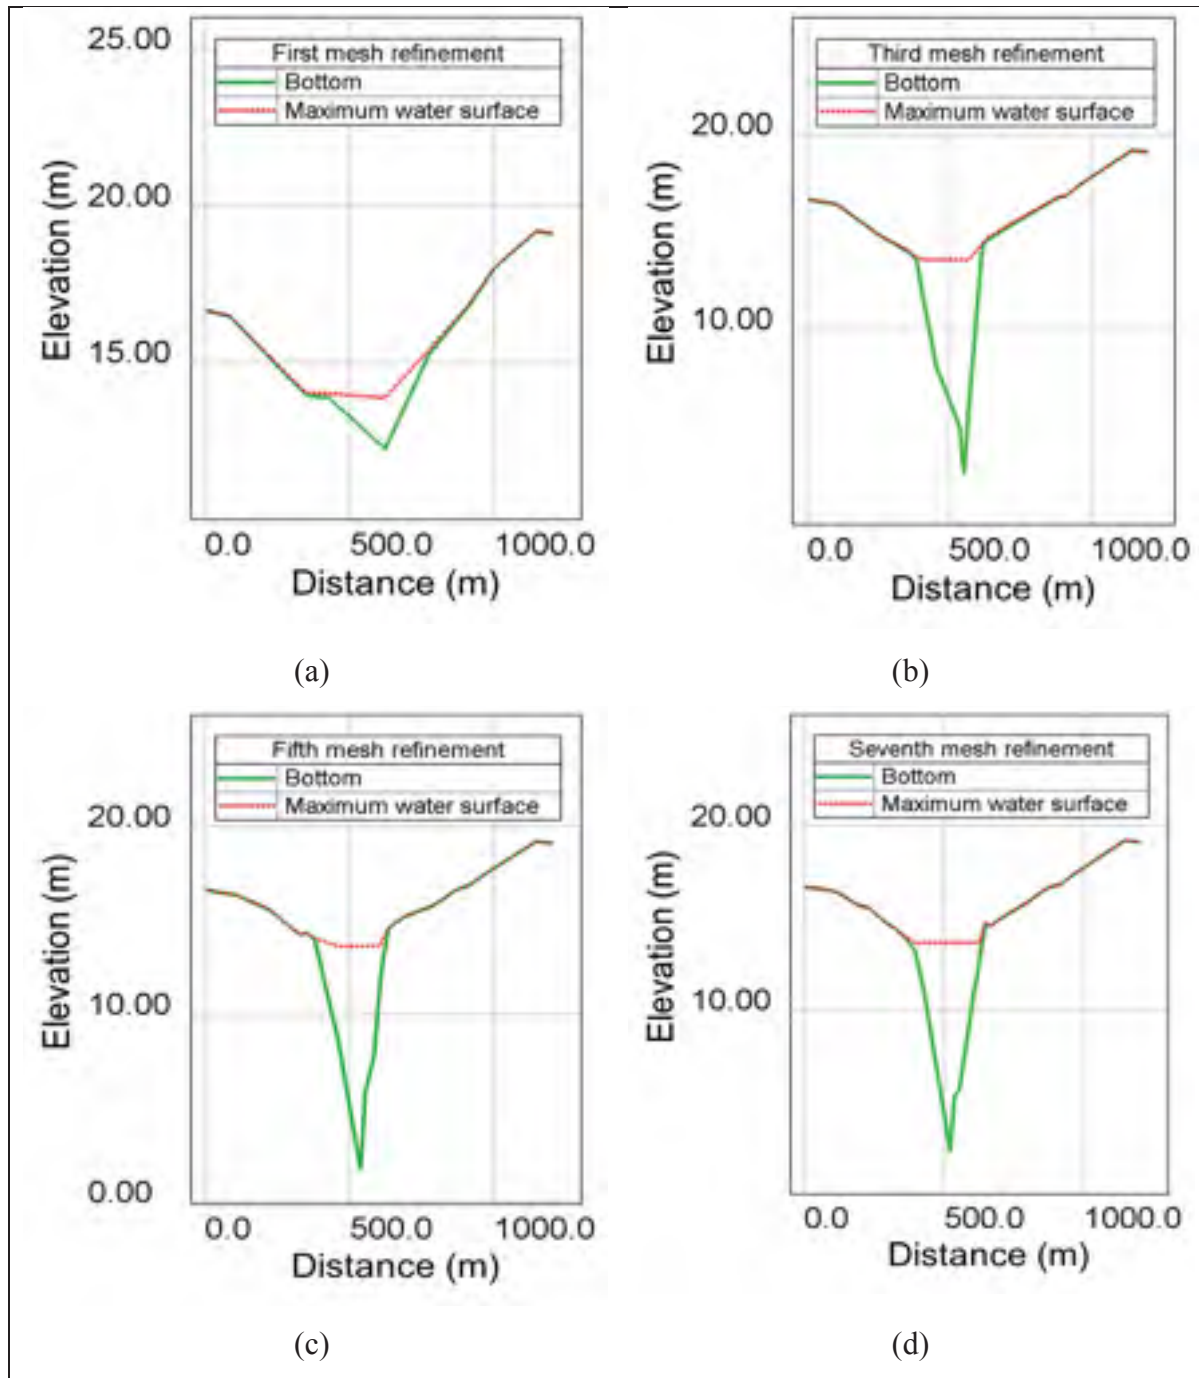 25.00
First mesh refinement
Bottom
Maximum water surface
20.00
15.00
Elevation (m)
0.0 500.0 1000.0
Distance (m)
(a)
Third mesh refinement
Bottom
Maximum water surface
20.00
10.00
Elevation (m)
0.0 500.0 1000.0
Distance (m)
(b)
Fifth mesh refinement
Bottom
Maximum water surface
20.00
10.00
0.00
Elevation (m)
0.0 500.0 1000.0
Distance (m)
(c)
Seventh mesh refinement
Bottom
Maximum water surface
20.00
10.00
Elevation (m)
0.0 500.0 1000.0
Distance (m)
(d)